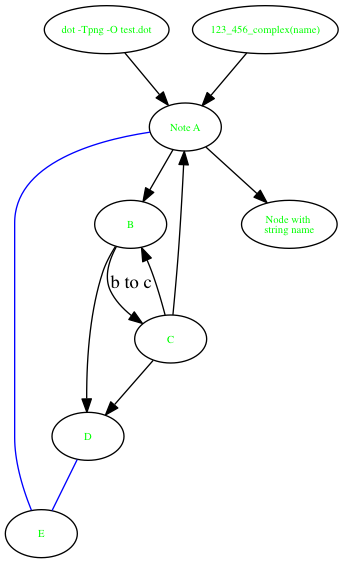 dot -Tpng -O test.dot
123_456_complex(name)
Note A
B
Node with
string name
b to c
C
D
E